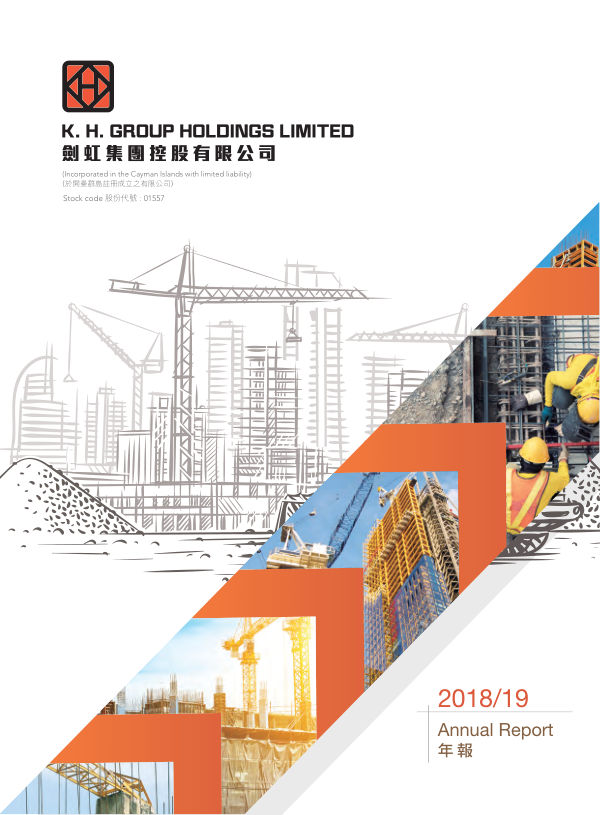 K. H. GROUP HOLDINGS LIMITED
劍虹集團控股有限公司
(Incorporated in the Cayman Islands with limited liability)
(於開曼群島註冊成立之有限公司)
Stock code 股份代號 : 01557
2018/19
Annual Report
年報